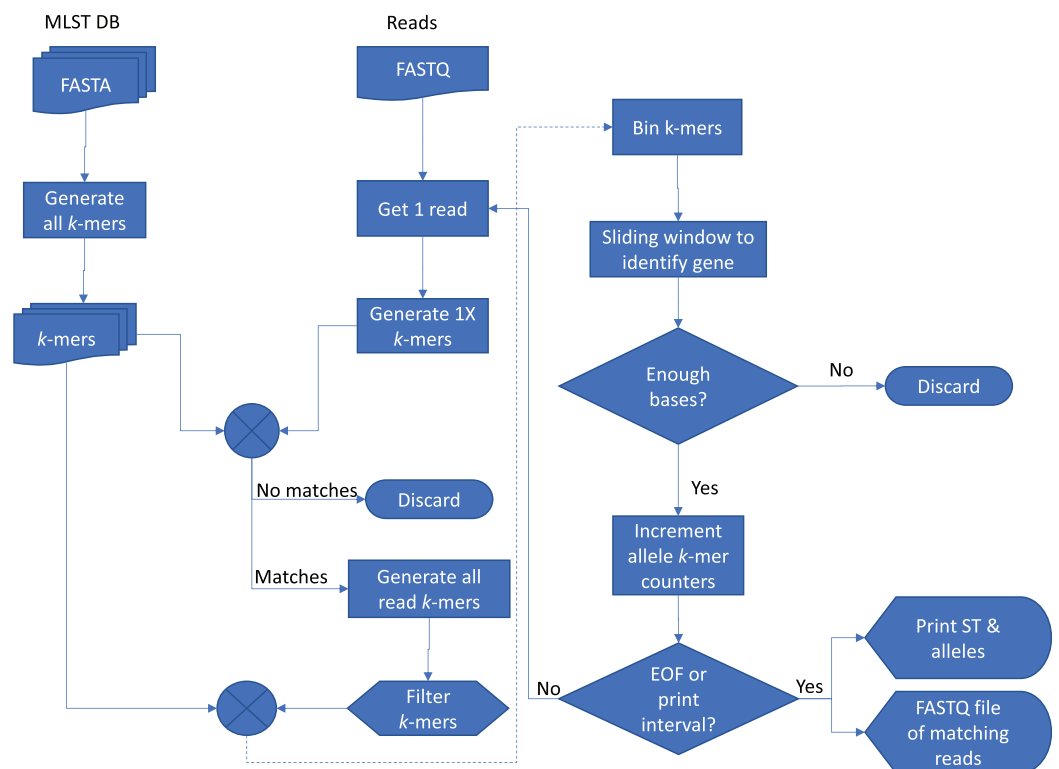 MLST DB
Reads
FASTA
FASTQ
Bin k-mers
Generate
all k-mers
Get 1 read
Sliding window to
identify gene
k-mers
Generate 1X
k-mers
Enough
bases?
No
Discard
No matches
Discard
Yes
Increment
allele k-mer
counters
Matches
Generate all
read k-mers
Print ST &
alleles
Filter
k-mers
No
EOF or
print
interval?
Yes
FASTQ file
of matching
reads